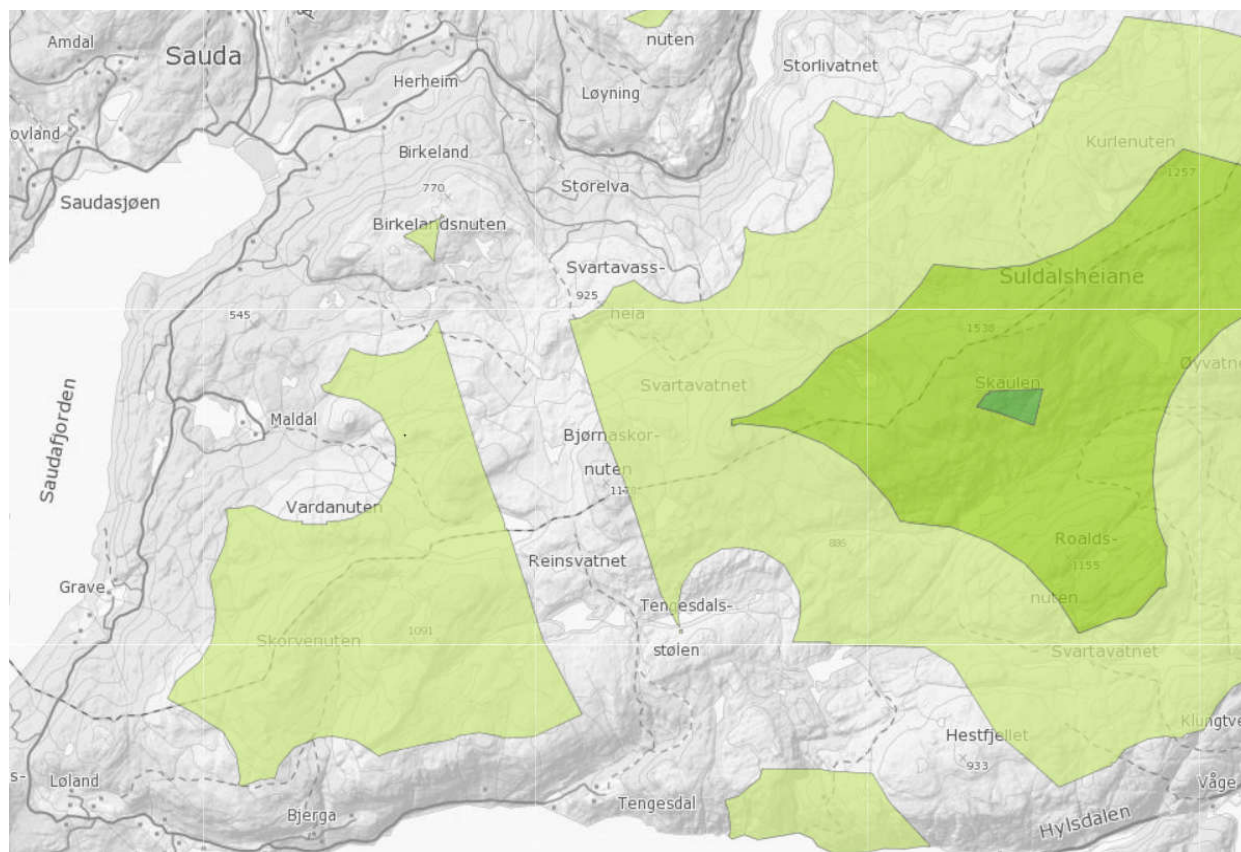 Amdal
Sauda
nuten
Storlivatnet
Herheim
Løyning
ovland
Kurlenuten
Birkeland
1257
770
Storelva
Saudasjøen
Birkelandsnuten
Svartavass-
heia
925
Suldalsheiane
545
1538
Øyvatne
Svartavatnet
Skaulen
Maldal
Bjørnaskor-
nuten
Saudafjorden
Vardanuten
886
Roalds-
nuten
1155
Reinsvatnet
Grave
Tengesdals-
stølen
Skorvenuten
1091
Svartavatnet
Klungtve
Hestfjellet
933
s-
Løland
Våge
Tengesdal
Bjerga
Hylsdalen